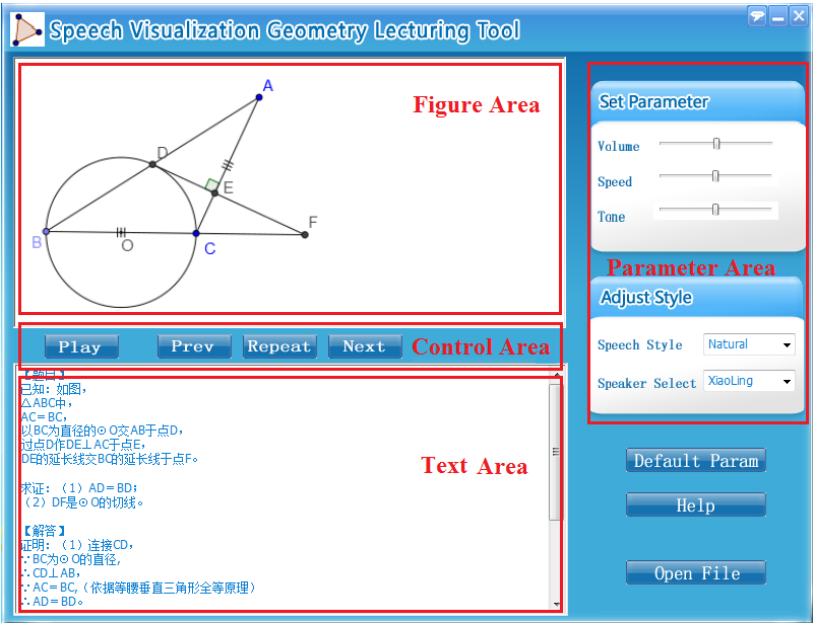 Speech Visualization Geometry Lecturing Tool
A
Figure Area
D
E
F
B
O
C
Set Parameter
Volume
Speed
Tone
Parameter Area
Adjust Style
Speech Style Natural
Speaker Select XiaoLing
Play Prev Repeat Next Control Area
【题目】
已知：如图，
△ABC中，
AC=BC，
以BC为直径的⊙O交AB于点D，
过点D作DE⊥AC于点E，
DE的延长线交BC的延长线于点F。
Text Area
求证：（1）AD=BD；
（2）DF是⊙O的切线。
【解答】
证明：（1）连接CD，
∵BC为⊙O的直径,
∴CD⊥AB，
∵AC=BC,（依据等腰垂直三角形全等原理）
∴AD=BD。
Default Param
Help
Open File